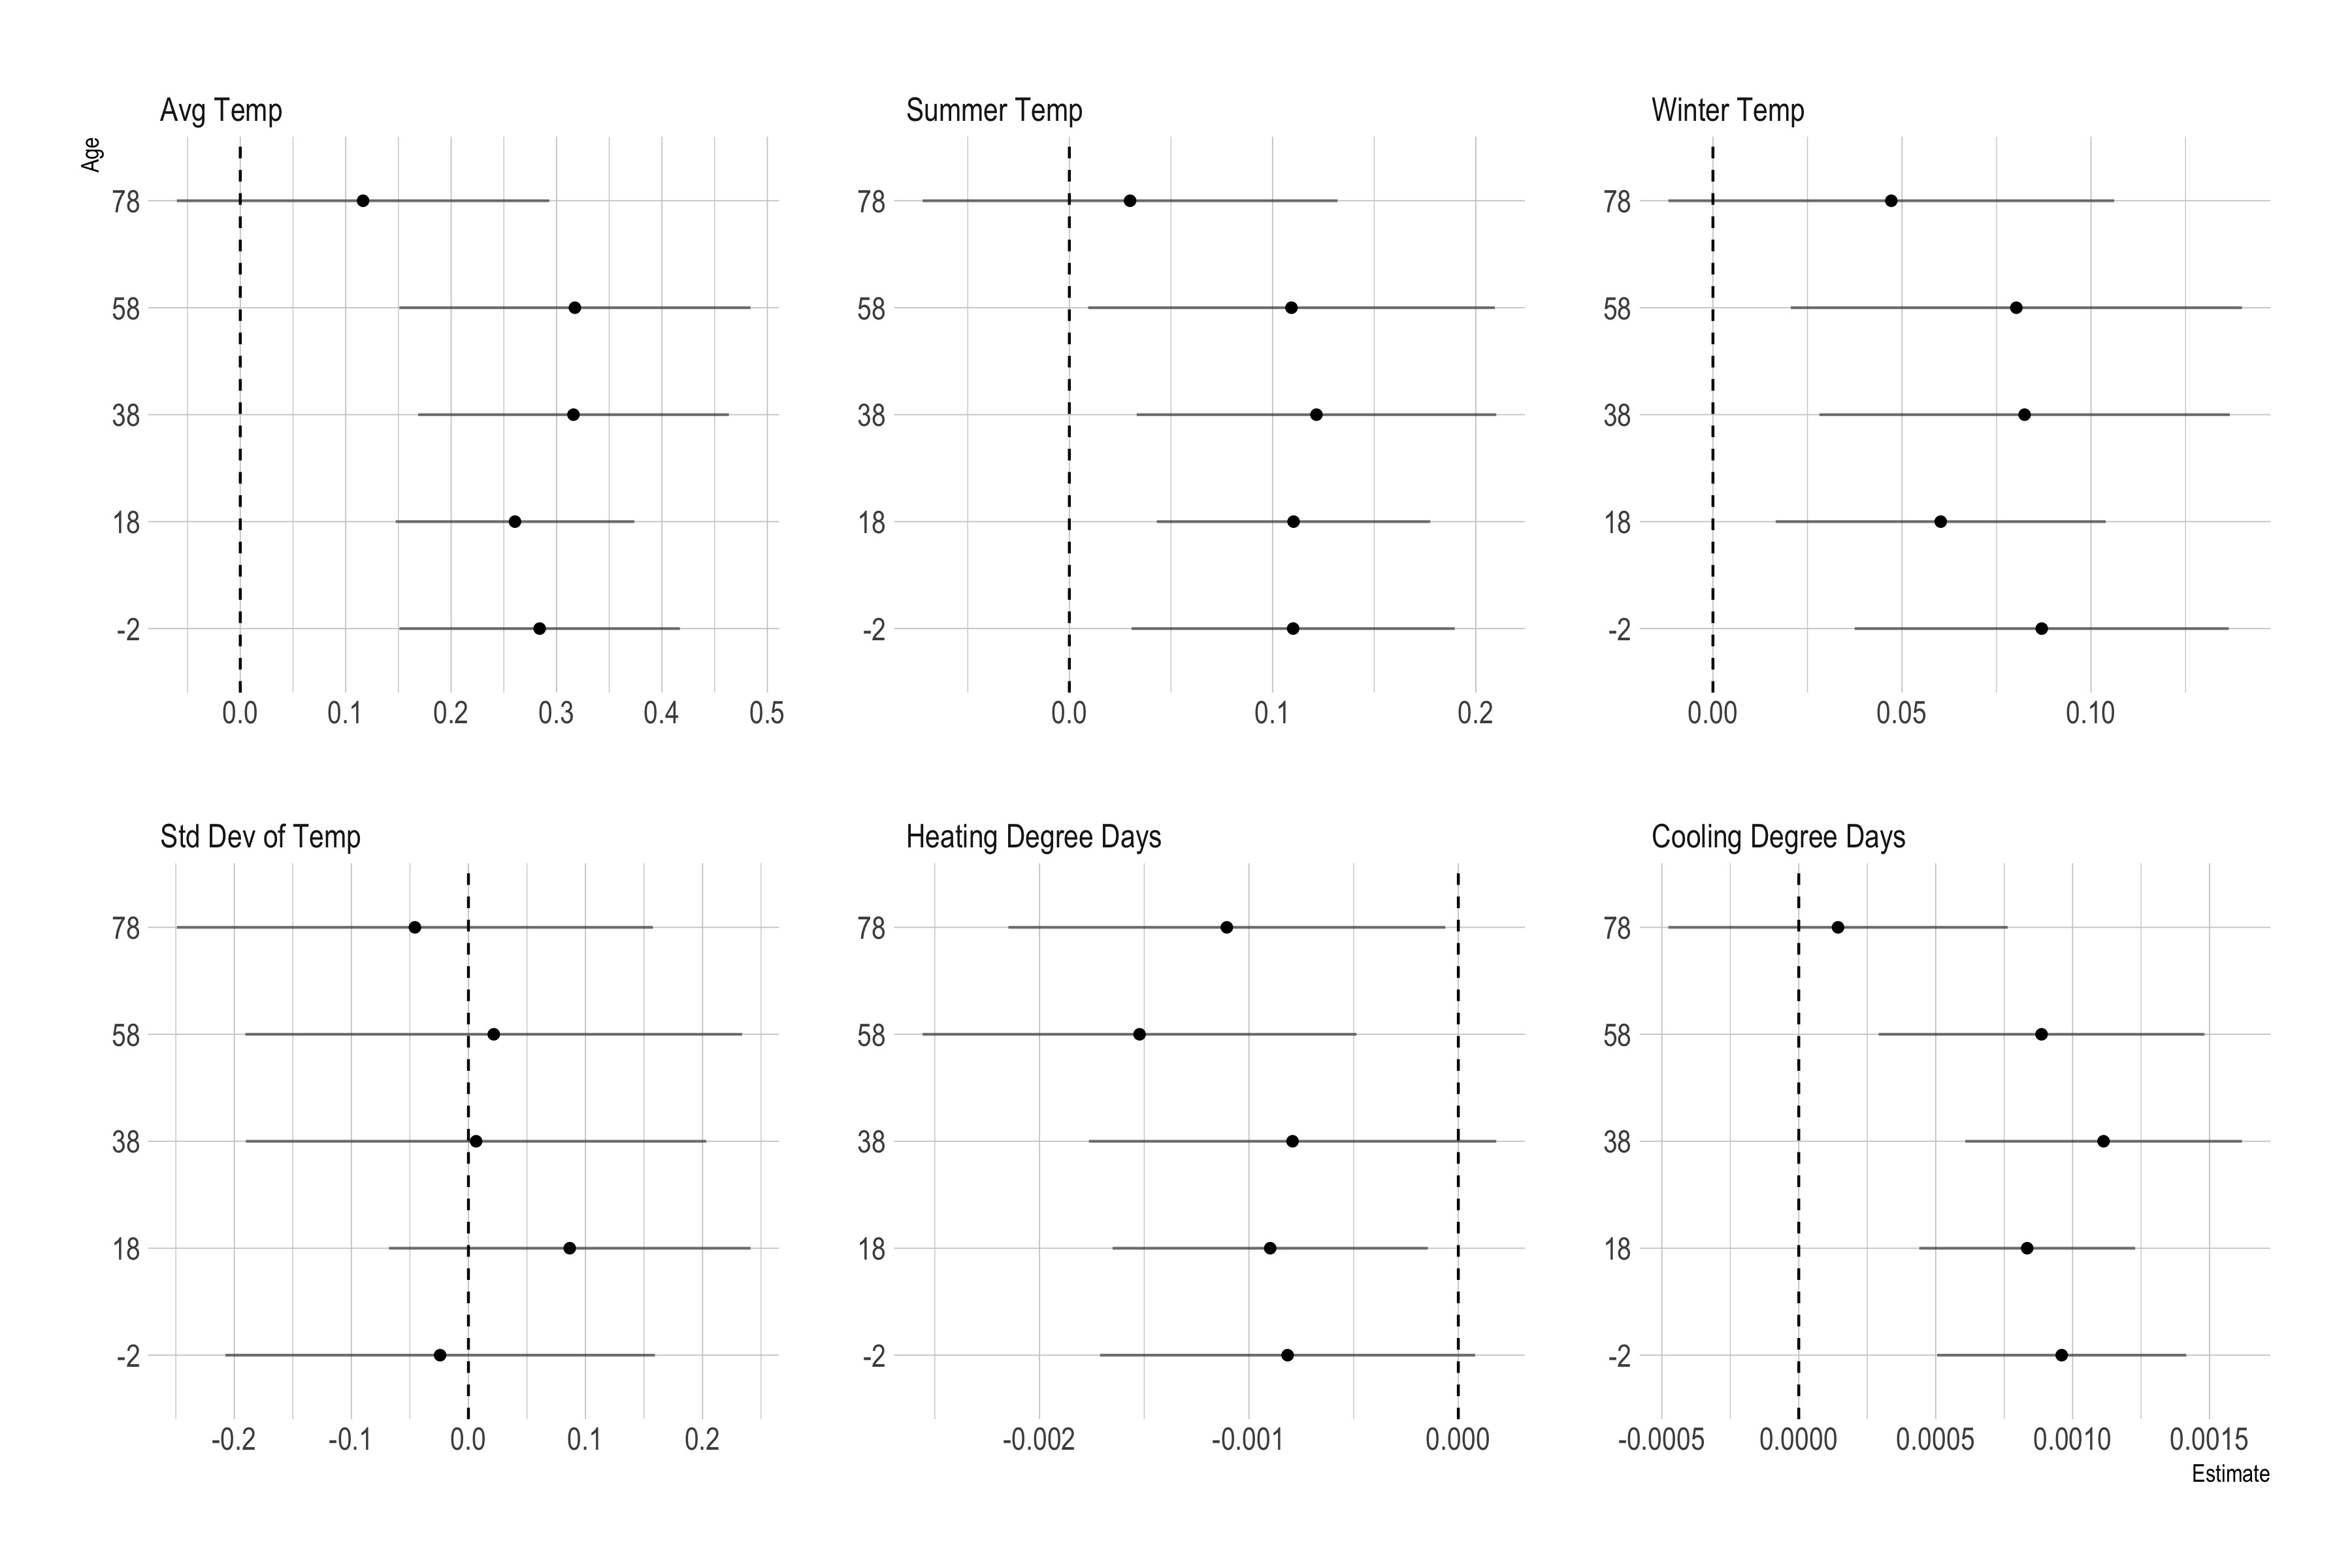 Avg Temp
Summer Temp
Winter Temp
Age
78
58
38
18
-2
0.0 0.1 0.2 0.3 0.4 0.5
78
58
38
18
-2
0.0 0.1 0.2
78
58
38
18
-2
0.00 0.05 0.10
Std Dev of Temp
Heating Degree Days
Cooling Degree Days
78
58
38
18
-2
-0.2 -0.1 0.0 0.1 0.2
78
58
38
18
-2
-0.002 -0.001 0.000
78
58
38
18
-2
-0.0005 0.0000 0.0005 0.0010 0.0015
Estimate